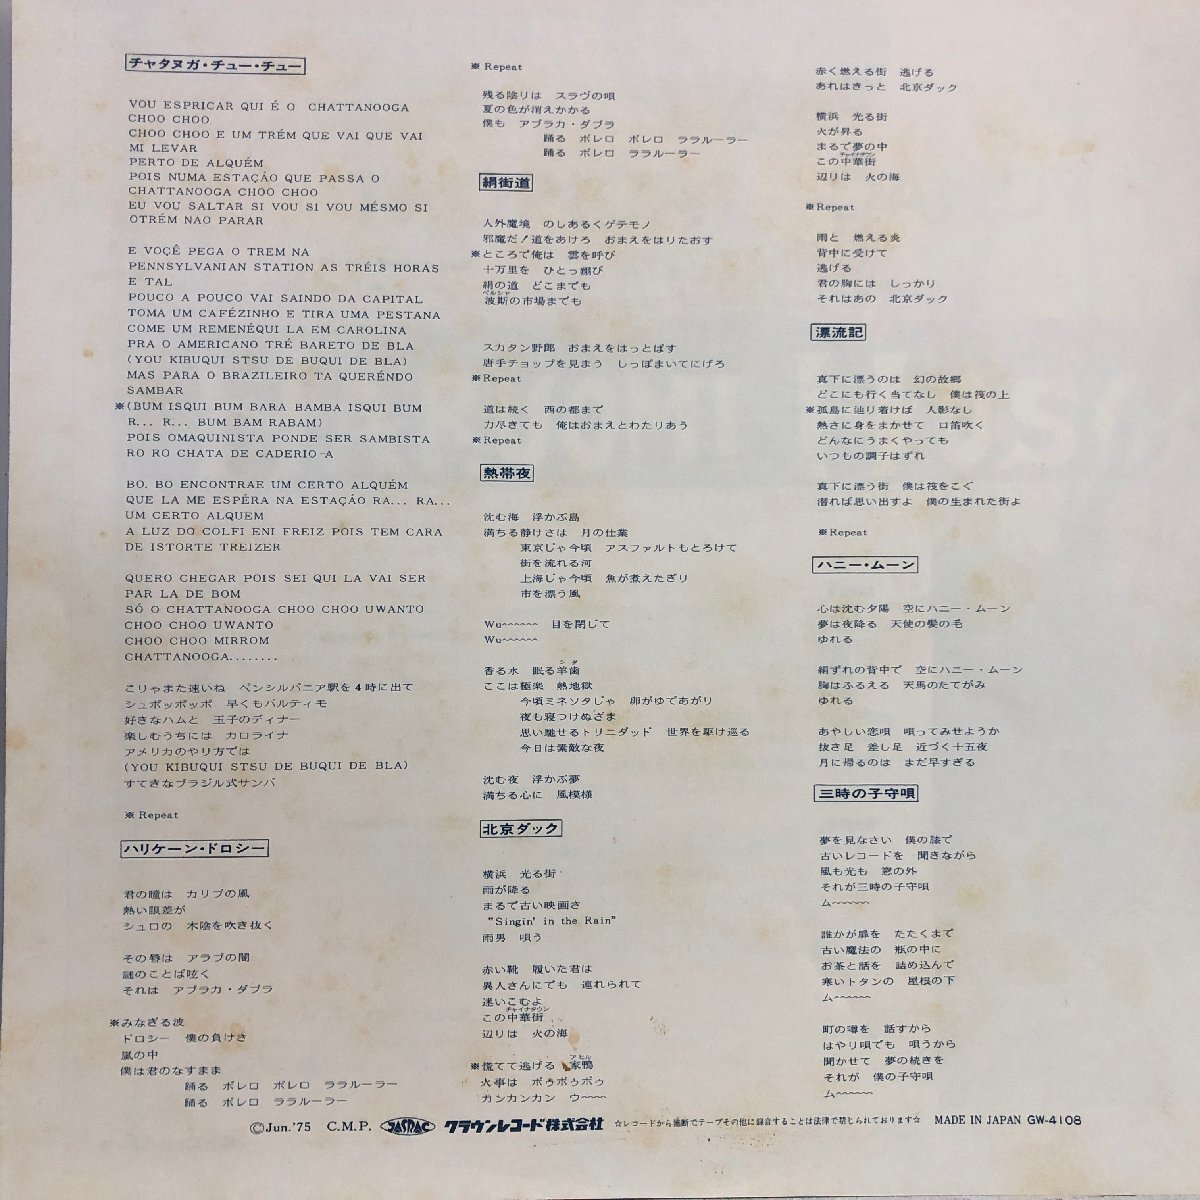 チャタヌガ・チュー・チュー
VOU ESPRICAR QUI É O CHATTANOOGA
CHOO CHOO
CHOO CHOO E UM TRÉM QUE VAI QUE VAI
MI LEVAR
PERTO DE ALQUÉM
POIS NUMA ESTAÇÁO QUE PASSA O
CHATTANOOGA CHOO CHOO
EU VOU SALTAR SI VOU SI VOU MÉSMO SI
OTRÉM NAO PARAR
E VOÇÊ PEGA O TREM NA
PENNSYLVANIAN STATION AS TRÉIS HORAS
E TAL
POUCO A POUCO VAI SAINDO DA CAPITAL
TOMA UM CAFÉZINHO E TIRA UMA PESTANA
COME UM REMENÉQUI LA EM CAROLINA
PRA O AMERICANO TRÉ BARETO DE BLA
(YOU KIBUQUI STSU DE BUQUI DE BLA)
MAS PARA O BRAZILEIRO TA QUERÉNDO
SAMBAR
※(BUM ISQUI BUM BARA BAMBA ISQUI BUM
R... R... BUM BAM RABAM)
POIS OMAQUINISTA PONDE SER SAMBISTA
RO RO CHATA DE CADERIO-A
BO. BO ENCONTRAE UM CERTO ALQUÉM
QUE LA ME ESPÉRA NA ESTAÇÁO RA... RA...
UM CERTO ALQUEM
A LUZ DO COLFI ENI FREIZ POIS TEM CARA
DE ISTORTE TREIZER
QUERO CHEGAR POIS SEI QUI LA VAI SER
PAR LA DE BOM
SÓ O CHATTANOOGA CHOO CHOO UWANTO
CHOO CHOO UWANTO
CHOO CHOO MIRROM
CHATTANOOGA........
こりゃまた速いね ペンシルバニア駅を4時に出て
シュポッポッポ 早くもバルティモ
好きなハムと 玉子のディナー
楽しむうちには カロライナ
アメリカのやり方では
(YOU KIBUQUI STSU DE BUQUI DE BLA)
すてきなブラジル式サンバ
※ Repeat
ハリケーン・ドロシー
君の瞳は カリブの風
熱い眼差が
シュロの 木陰を吹き抜く
その唇は アラブの闇
謎のことば呟く
それは アブラカ・ダブラ
※みなぎる波
ドロシー 僕の負けさ
嵐の中
僕は君のなすまま
踊る ボレロ ボレロ ララルーラー
踊る ボレロ ララルーラー
※ Repeat
残る陰りは スラヴの唄
夏の色が消えかかる
僕も アブラカ・ダブラ
踊る ボレロ ボレロ ララルーラー
踊る ボレロ ララルーラー
絹街道
人外魔境 のしあるくゲテモノ
邪魔だ!道をあけろ おまえをはりたおす
※ところで俺は 雲を呼び
十万里を ひとっ翔び
絹の道 どこまでも
ペルシャ
波斯の市場までも
スカタン野郎 おまえをはっとばす
唐手チョップを見まう しっぽまいてにげろ
※Repeat
道は続く 西の都まで
力尽きても 俺はおまえとわたりあう
※Repeat
熱帯夜
沈む海 浮かぶ島
満ちる静けさは 月の仕業
東京じゃ今頃 アスファルトもとろけて
街を流れる河
上海じゃ今頃 魚が煮えたぎり
市を漂う風
Wu~~~~~~ 目を閉じて
Wu~~~~~~
シダ
香る水 眠る羊歯
ここは極楽 熱地獄
今頃ミネソタじゃ 卵がゆであがり
夜も寝つけぬざま
思い馳せるトリニダッド 世界を駆け巡る
今日は素敵な夜
沈む夜 浮かぶ夢
満ちる心に 風模様
北京ダック
横浜 光る街
雨が降る
まるで古い映画さ
“Singin' in the Rain”
雨男 唄う
赤い靴 履いた君は
異人さんにでも 連れられて
迷いこむよ
チャイナタウン
この中華街
辺りは 火の海
アヒル
※慌てて逃げる 家鴨
火事は ボゥボゥボゥ
カンカンカン ウ~~~
赤く燃える街 逃げる
あれはきっと 北京ダック
横浜 光る街
火が昇る
まるで夢の中
チャイナタウン
この中華街
辺りは 火の海
※Repeat
雨と 燃える炎
背中に受けて
逃げる
君の胸には しっかり
それはあの 北京ダック
漂流記
真下に漂うのは 幻の故郷
どこにも行く当てなし 僕は筏の上
※孤島に辿り着けば 人影なし
熱さに身をまかせて 口笛吹く
どんなにうまくやっても
いつもの調子はずれ
真下に漂う街 僕は筏をこぐ
潜れば思い出すよ 僕の生まれた街よ
※Repeat
ハニー・ムーン
心は沈む夕陽 空にハニー・ムーン
夢は夜降る 天使の髪の毛
ゆれる
絹ずれの背中で 空にハニー・ムーン
胸はふるえる 天馬のたてがみ
ゆれる
あやしい恋唄 唄ってみせようか
抜き足 差し足 近づく十五夜
月に帰るのは まだ早すぎる
三時の子守唄
夢を見なさい 僕の膝で
古いレコードを 聞きながら
風も光も 窓の外
それが三時の子守唄
ム~~~~~~
誰かが扉を たたくまで
古い魔法の 瓶の中に
お茶と話を 詰め込んで
寒いトタンの 屋根の下
ム~~~~~~
町の噂を 話すから
はやり唄でも 唄うから
聞かせて 夢の続きを
それが 僕の子守唄
ム~~~~~~
©Jun.'75 C.M.P. JASRAC クラウンレコード株式会社 ☆レコードから無断でテープその他に録音することは法律で禁じられております☆ MADE IN JAPAN GW-4108